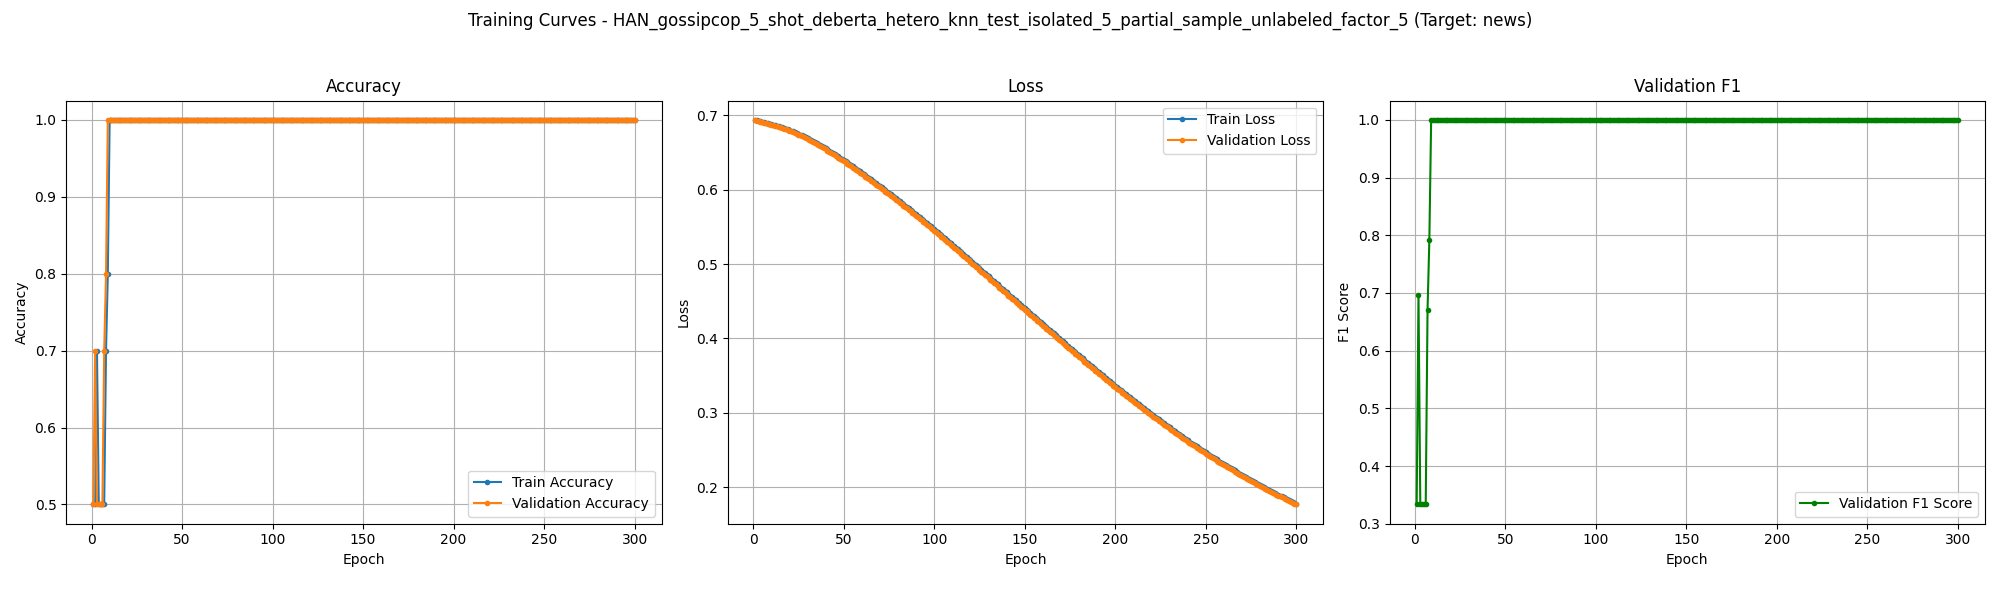 Training Curves - HAN_gossipcop_5_shot_deberta_hetero_knn_test_isolated_5_partial_sample_unlabeled_factor_5 (Target: news)
Accuracy
1.0
0.9
0.8
0.7
0.6
0.5
Accuracy
0 50 100 150 200 250 300
Epoch
Train Accuracy
Validation Accuracy
Loss
0.7
0.6
0.5
0.4
0.3
0.2
Loss
0 50 100 150 200 250 300
Epoch
Train Loss
Validation Loss
Validation F1
1.0
0.9
0.8
0.7
0.6
0.5
0.4
0.3
F1 Score
0 50 100 150 200 250 300
Epoch
Validation F1 Score